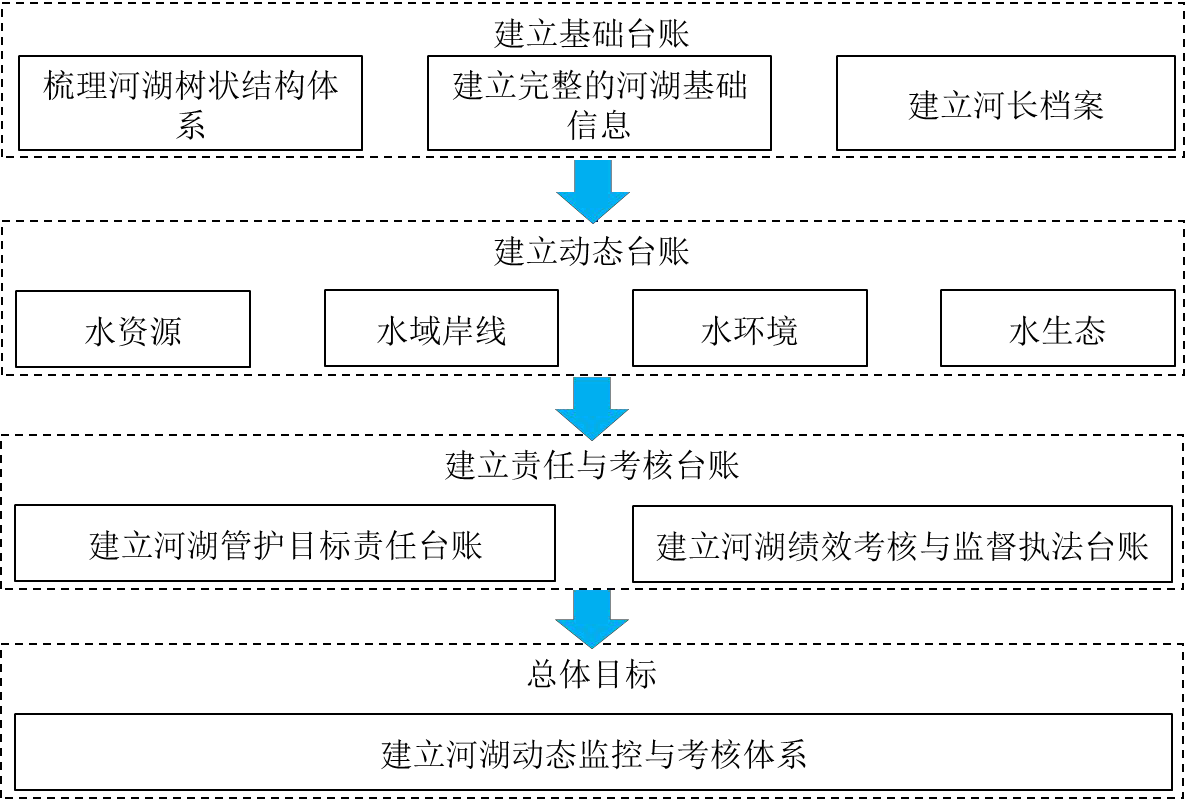 建立基础台账
梳理河湖树状结构体
系
建立完整的河湖基础
信息
建立河长档案
建立动态台账
水资源
水域岸线
水环境
水生态
建立责任与考核台账
建立河湖管护目标责任台账
建立河湖绩效考核与监督执法台账
总体目标
建立河湖动态监控与考核体系